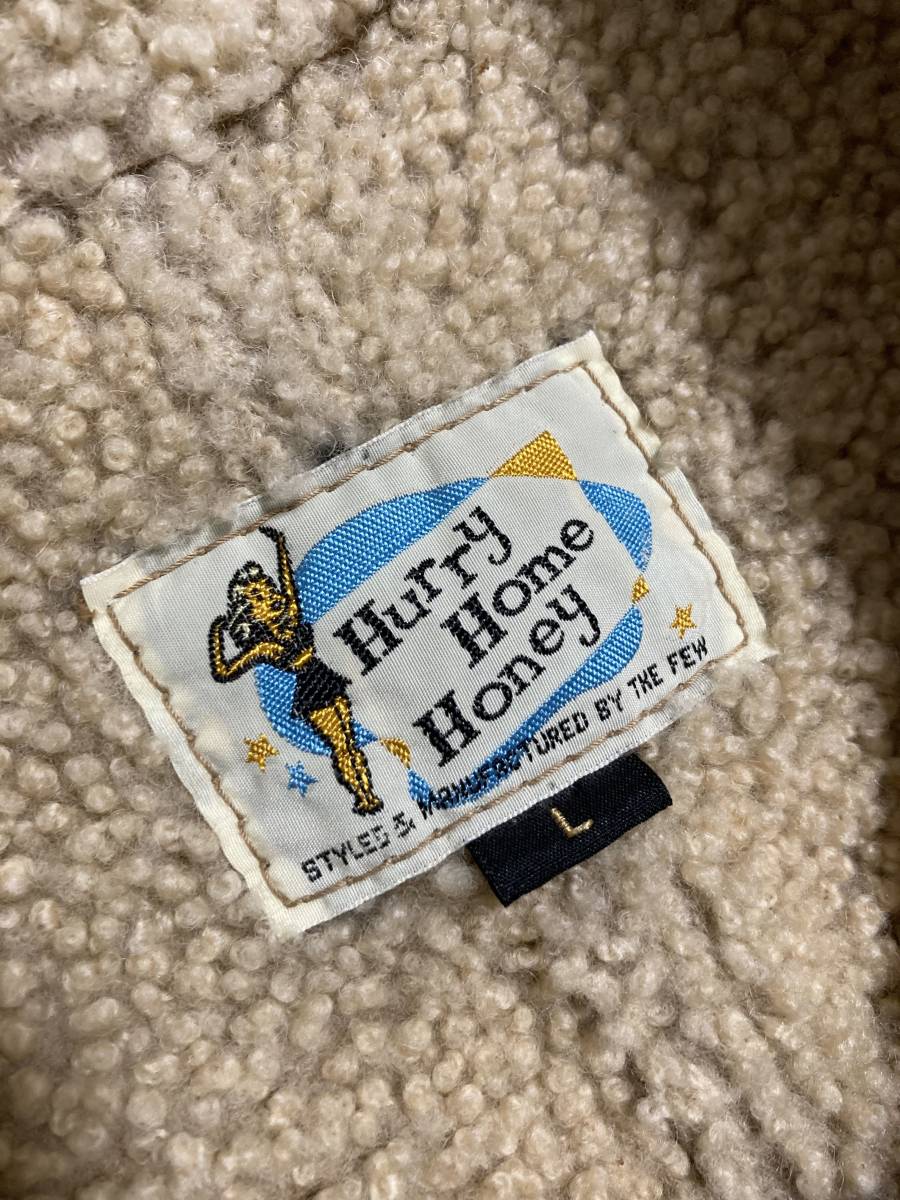 Hurry
Home
Honey
STYLED & MANUFACTURED BY THE FEW
L